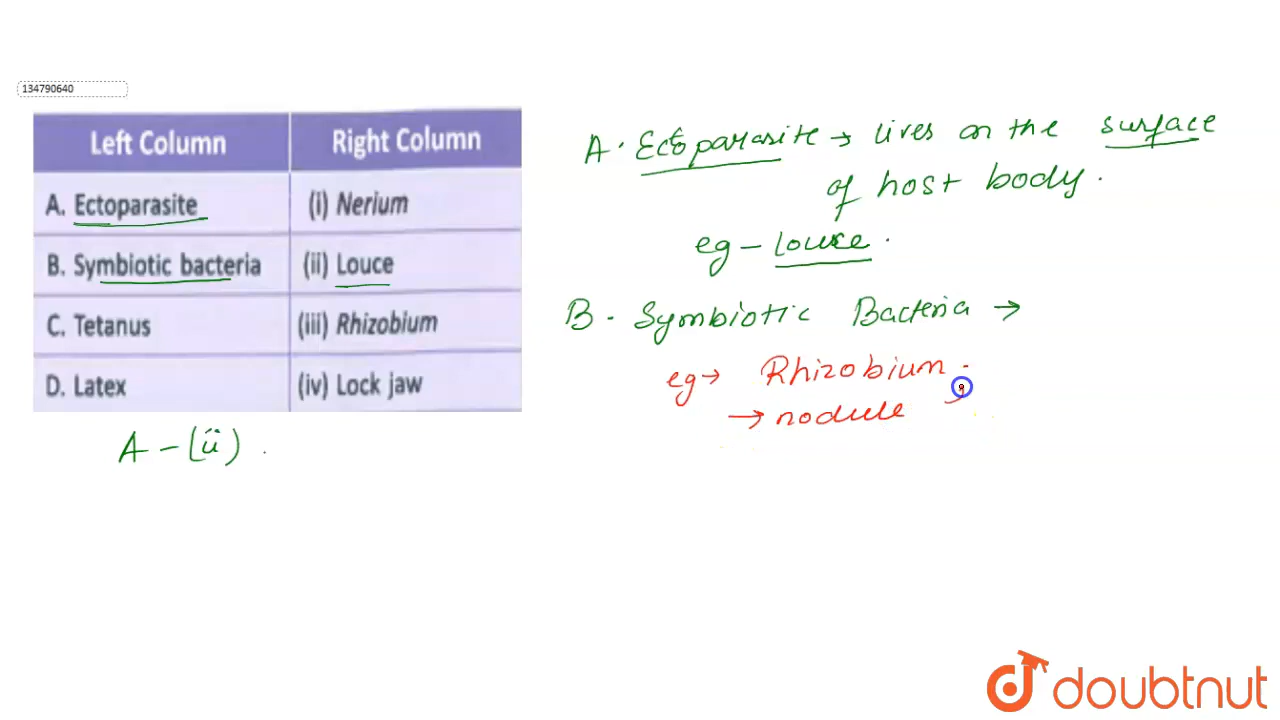 134790640
Left Column Right Column
A. Ectoparasite (i) Nerium
B. Symbiotic bacteria (ii) Louce
C. Tetanus (iii) Rhizobium
D. Latex (iv) Lock jaw
A - (ii) .
A. Ectoparasite → lives on the surface
of host body.
eg - Louce.
B. Symbiotic Bacteria →
eg → Rhizobium.
→ nodule
doubtnut